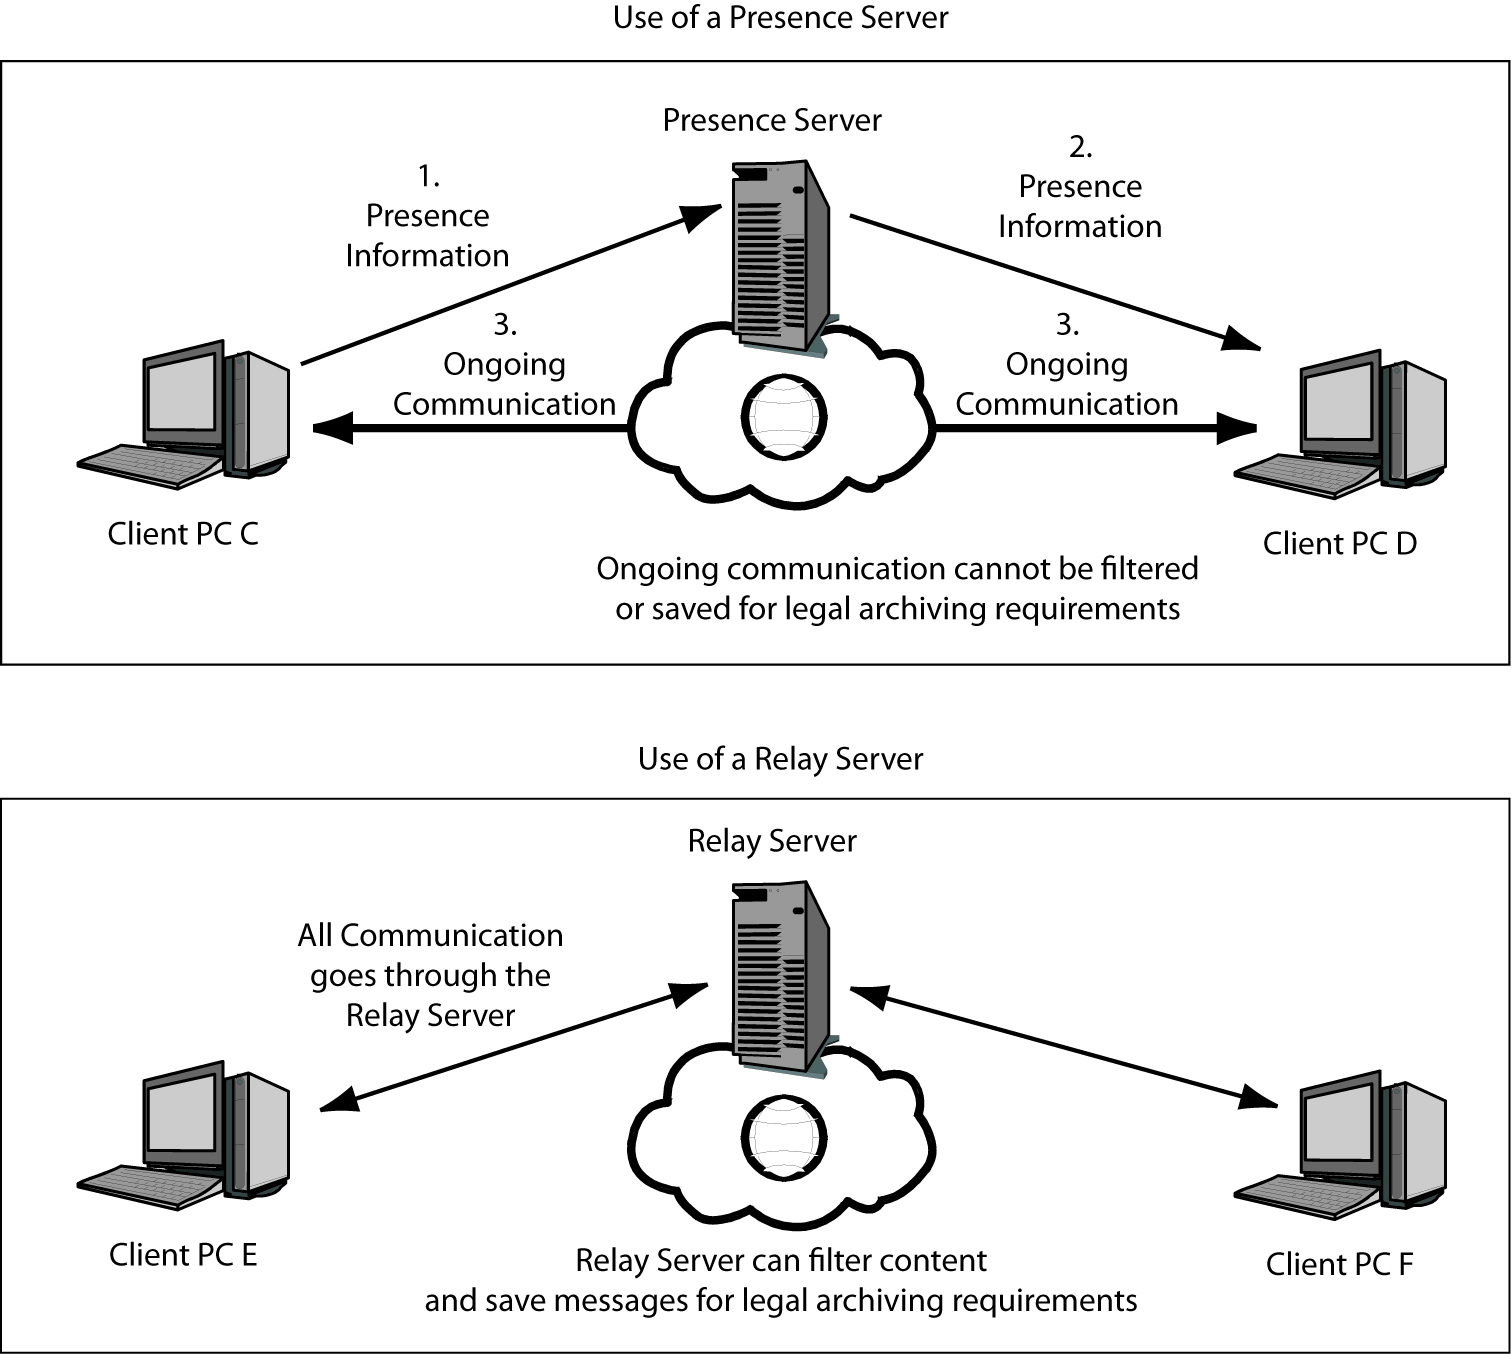 Use of a Presence Server
Presence Server
1.
Presence
Information
2.
Presence
Information
3.
Ongoing
Communication
3.
Ongoing
Communication
Client PC C
Client PC D
Ongoing communication cannot be filtered
or saved for legal archiving requirements
Use of a Relay Server
Relay Server
All Communication
goes through the
Relay Server
Client PC E
Client PC F
Relay Server can filter content
and save messages for legal archiving requirements